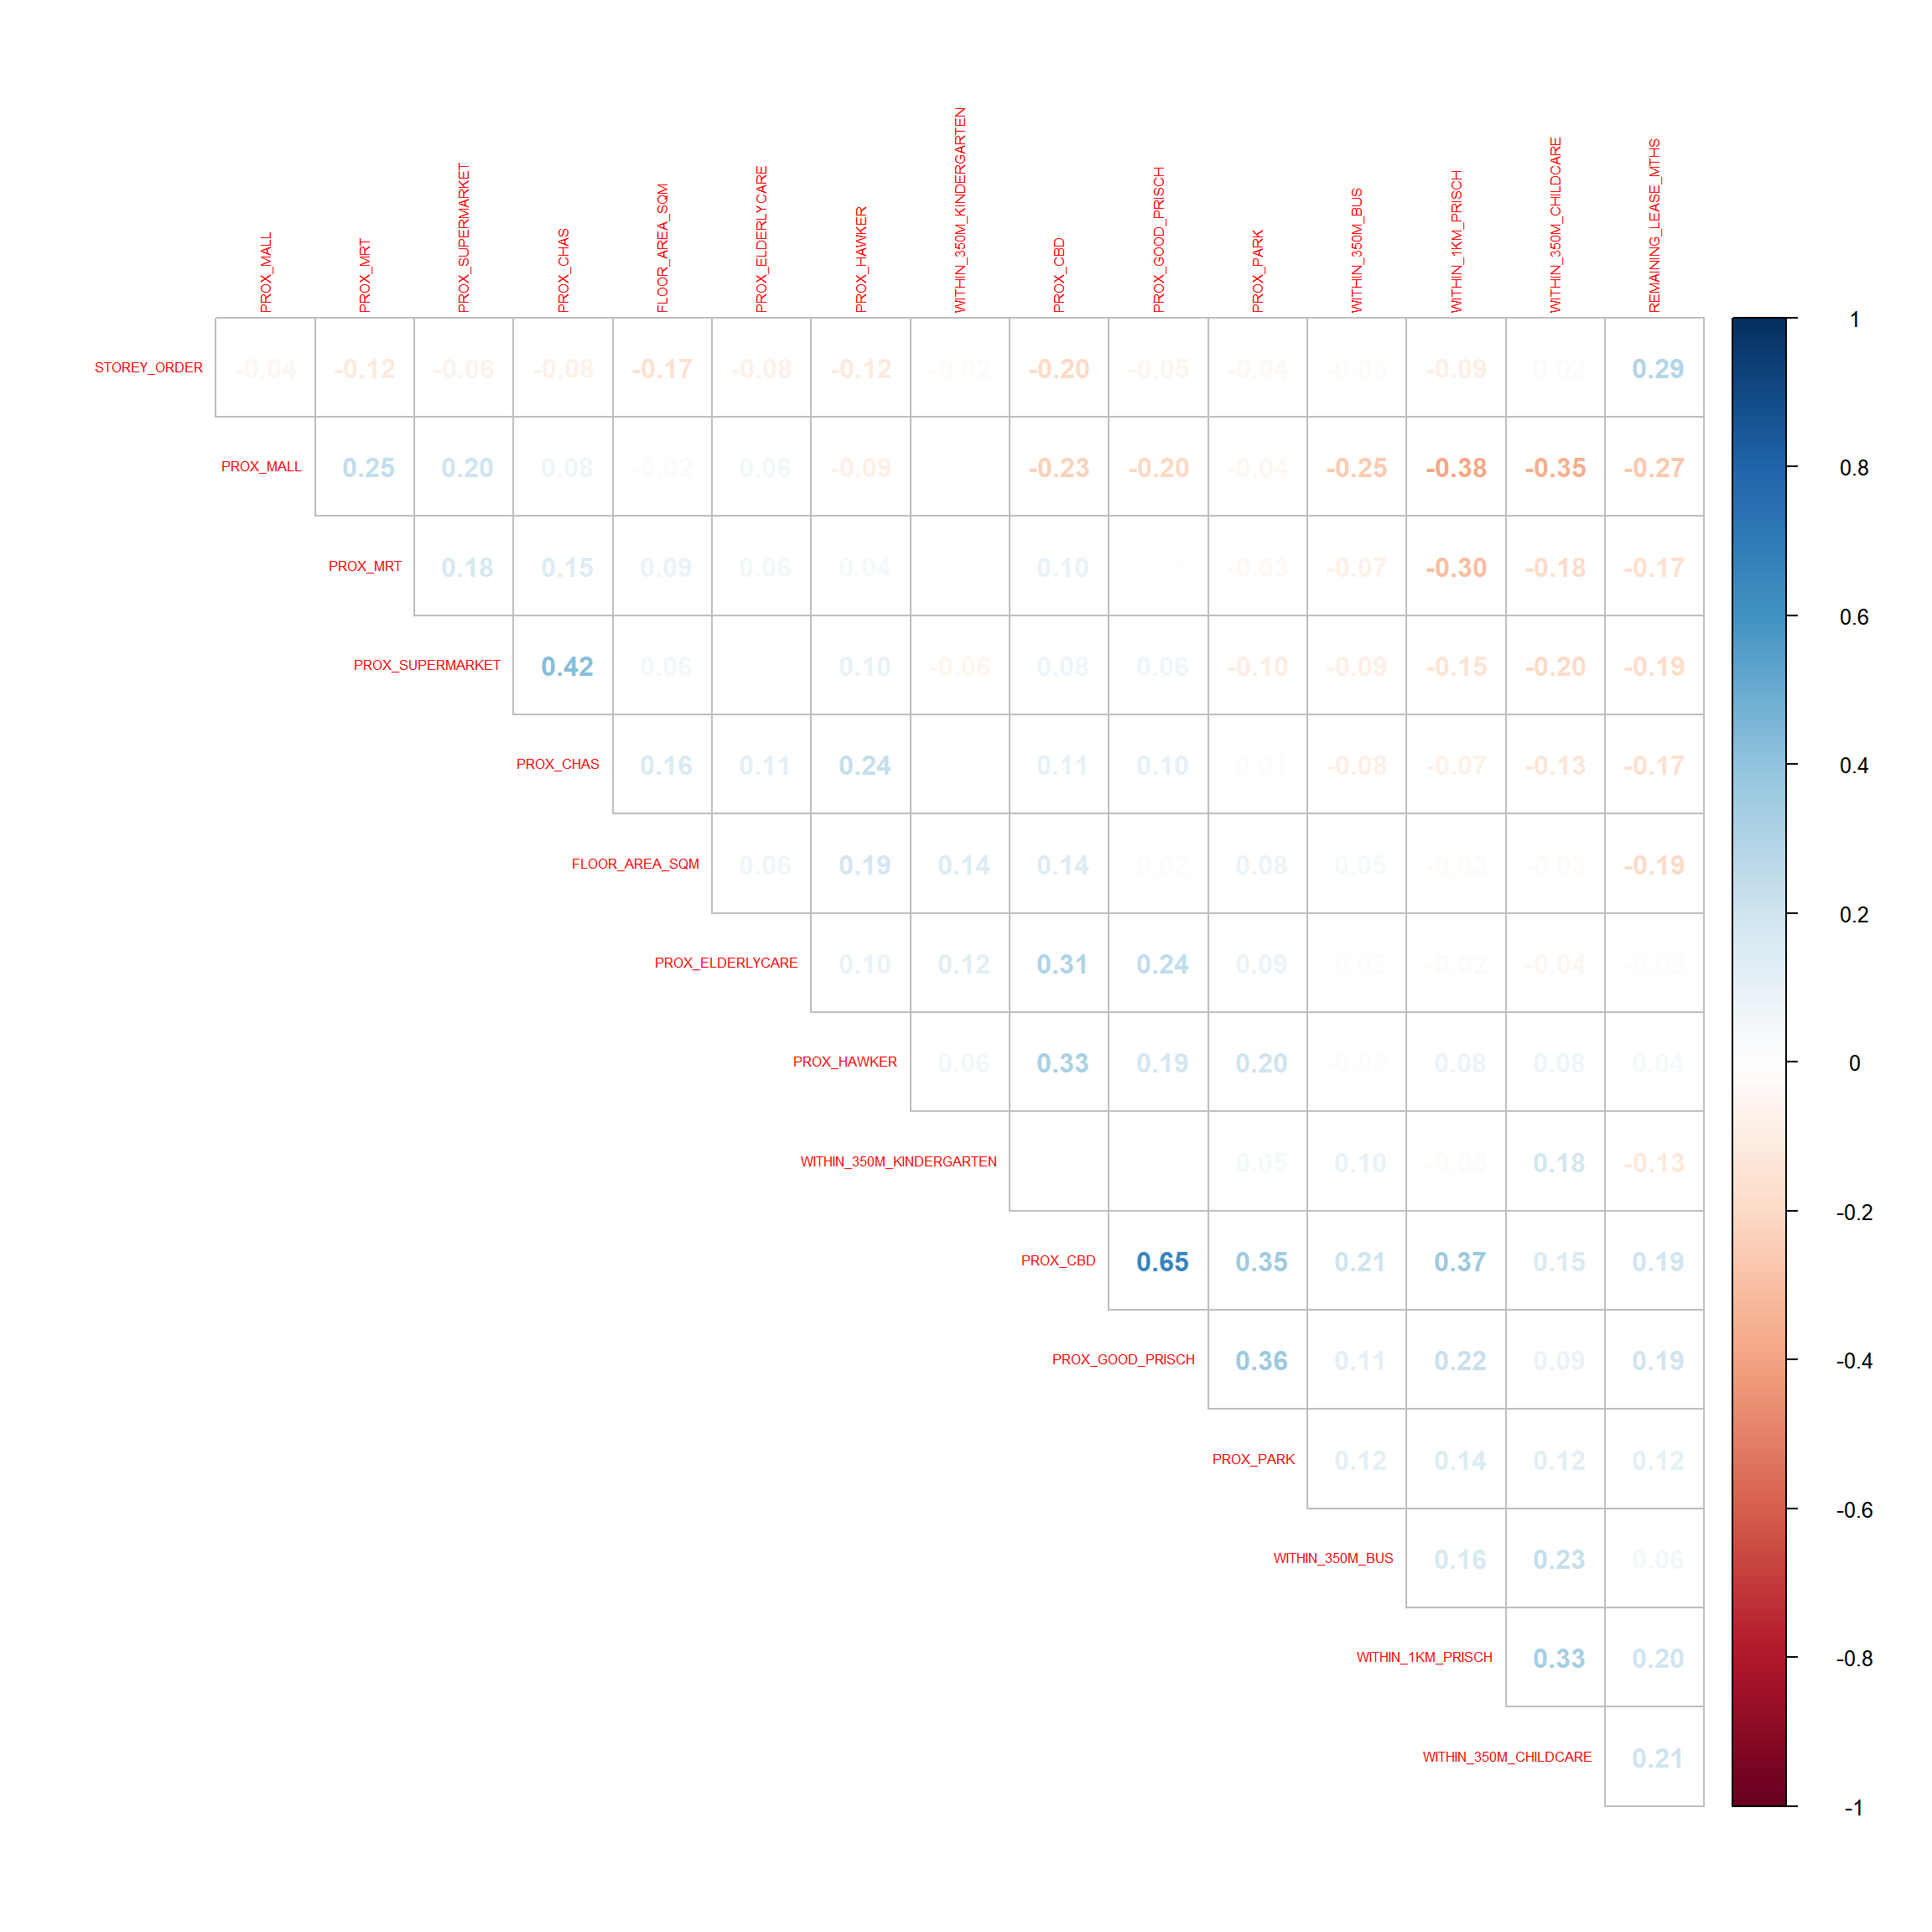 PROX_MALL
PROX_MRT
PROX_SUPERMARKET
PROX_CHAS
FLOOR_AREA_SQM
PROX_ELDERLYCARE
PROX_HAWKER
WITHIN_350M_KINDERGARTEN
PROX_CBD
PROX_GOOD_PRISCH
PROX_PARK
WITHIN_350M_BUS
WITHIN_1KM_PRISCH
WITHIN_350M_CHILDCARE
REMAINING_LEASE_MTHS
STOREY_ORDER -0.04 -0.12 -0.06 -0.08 -0.17 -0.08 -0.12 -0.02 -0.20 -0.05 -0.04 -0.03 -0.09 0.02 0.29
PROX_MALL 0.25 0.20 0.08 -0.02 0.06 -0.09 -0.23 -0.20 -0.04 -0.25 -0.38 -0.35 -0.27
PROX_MRT 0.18 0.15 0.09 0.06 0.04 0.10 -0.03 -0.07 -0.30 -0.18 -0.17
PROX_SUPERMARKET 0.42 0.06 0.10 -0.06 0.08 0.06 -0.10 -0.09 -0.15 -0.20 -0.19
PROX_CHAS 0.16 0.11 0.24 0.11 0.10 0.01 -0.08 -0.07 -0.13 -0.17
FLOOR_AREA_SQM 0.06 0.19 0.14 0.14 0.02 0.08 0.05 -0.03 -0.03 -0.19
PROX_ELDERLYCARE 0.10 0.12 0.31 0.24 0.09 0.02 -0.02 -0.04 -0.02
PROX_HAWKER 0.06 0.33 0.19 0.20 -0.02 0.08 0.08 0.04
WITHIN_350M_KINDERGARTEN 0.05 0.10 -0.03 0.18 -0.13
PROX_CBD 0.65 0.35 0.21 0.37 0.15 0.19
PROX_GOOD_PRISCH 0.36 0.11 0.22 0.09 0.19
PROX_PARK 0.12 0.14 0.12 0.12
WITHIN_350M_BUS 0.16 0.23 0.06
WITHIN_1KM_PRISCH 0.33 0.20
WITHIN_350M_CHILDCARE 0.21
1
0.8
0.6
0.4
0.2
0
-0.2
-0.4
-0.6
-0.8
-1